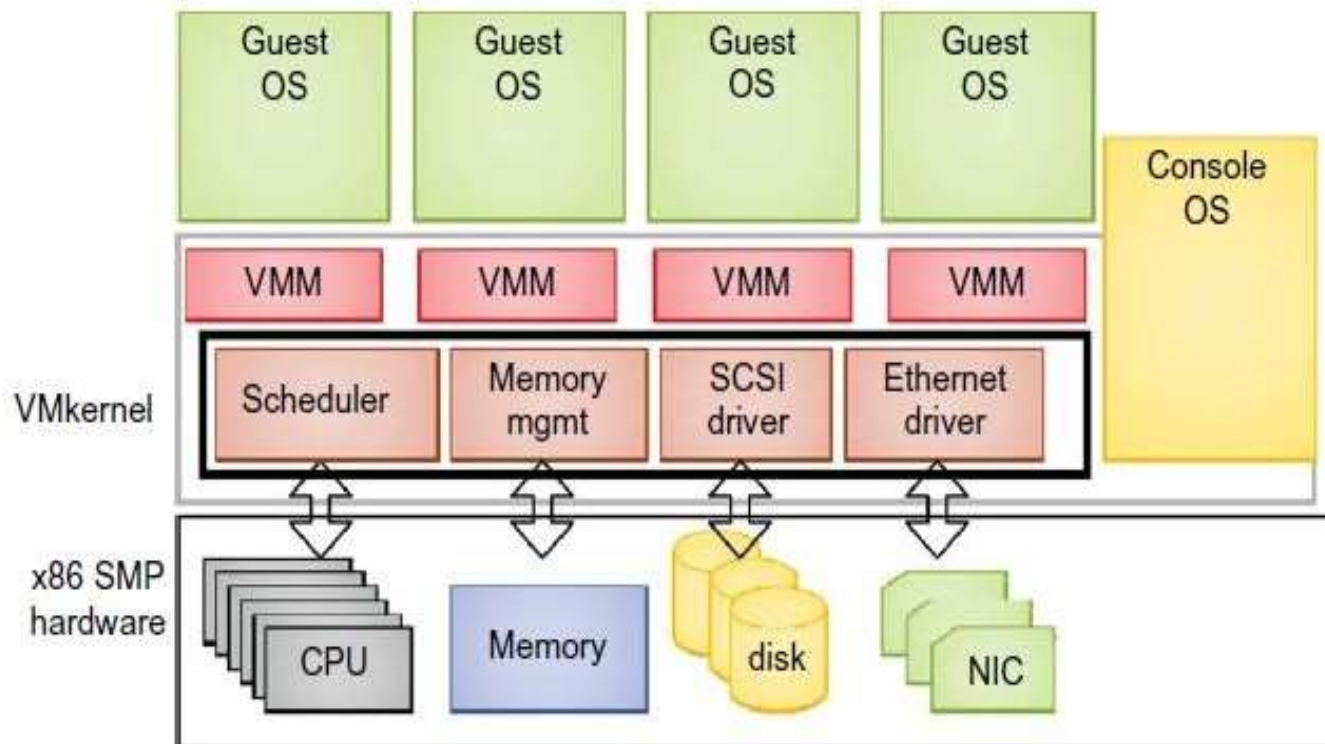 Guest
OS
Guest
OS
Guest
OS
Guest
OS
Console
OS
VMM
VMM
VMM
VMM
VMkernel
Scheduler
Memory
mgmt
SCSI
driver
Ethernet
driver
x86 SMP
hardware
CPU
Memory
disk
NIC